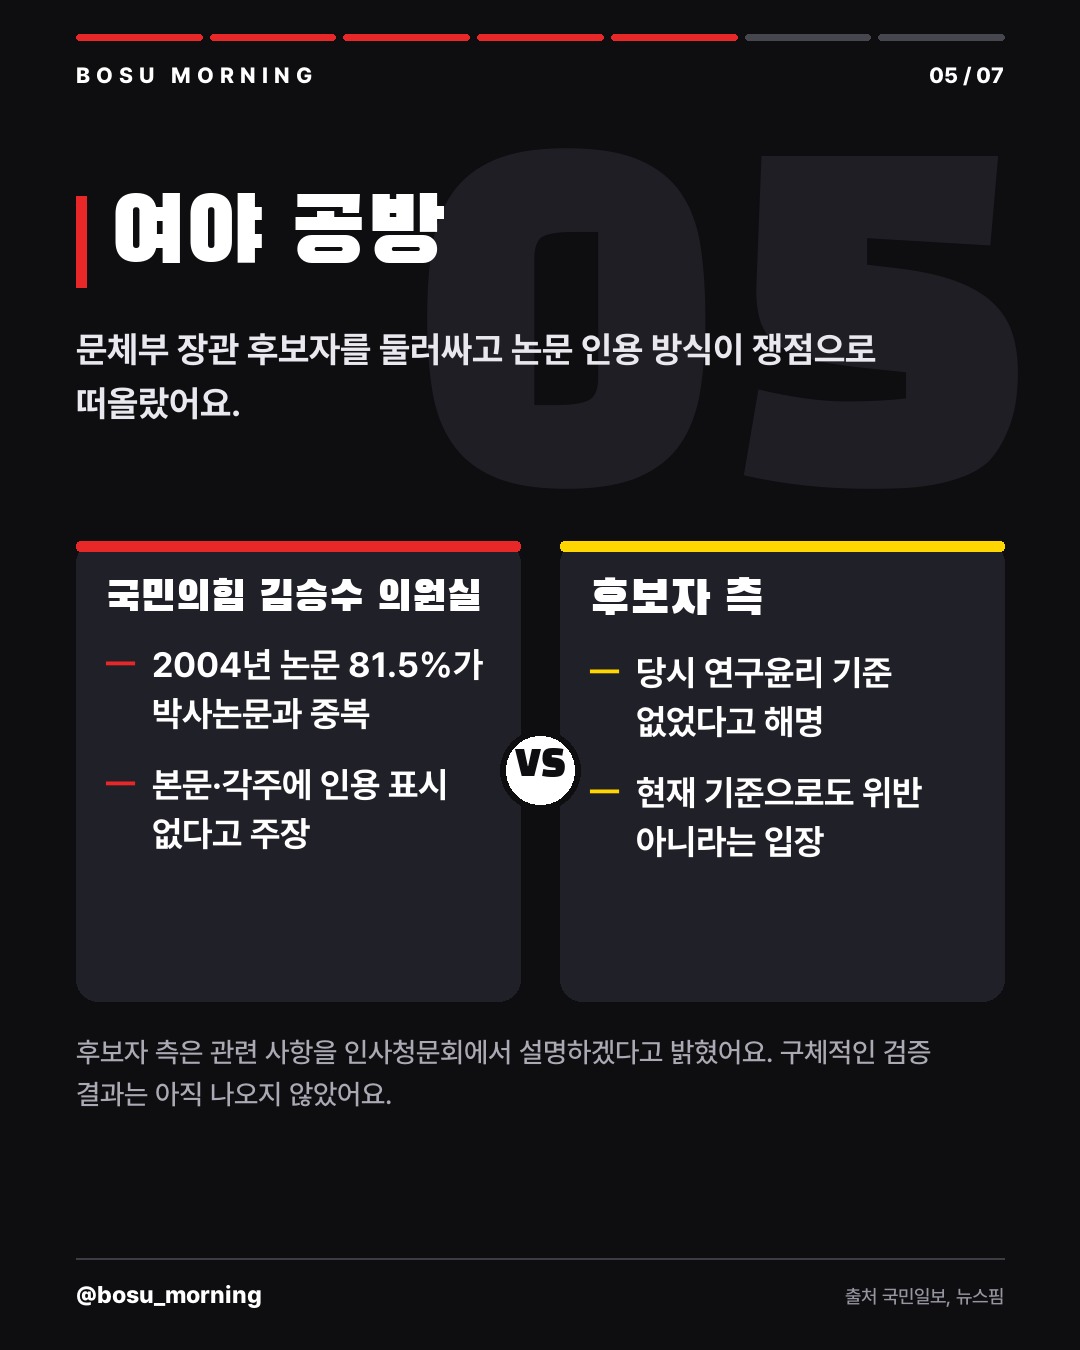 BOSU MORNING
05 / 07
05
여야 공방
문체부 장관 후보자를 둘러싸고 논문 인용 방식이 쟁점으로
떠올랐어요.
국민의힘 김승수 의원실
— 2004년 논문 81.5%가
박사논문과 중복
— 본문·각주에 인용 표시
없다고 주장
VS
후보자 측
— 당시 연구윤리 기준
없었다고 해명
— 현재 기준으로도 위반
아니라는 입장
후보자 측은 관련 사항을 인사청문회에서 설명하겠다고 밝혔어요. 구체적인 검증
결과는 아직 나오지 않았어요.
@bosu_morning
출처 국민일보, 뉴스핌